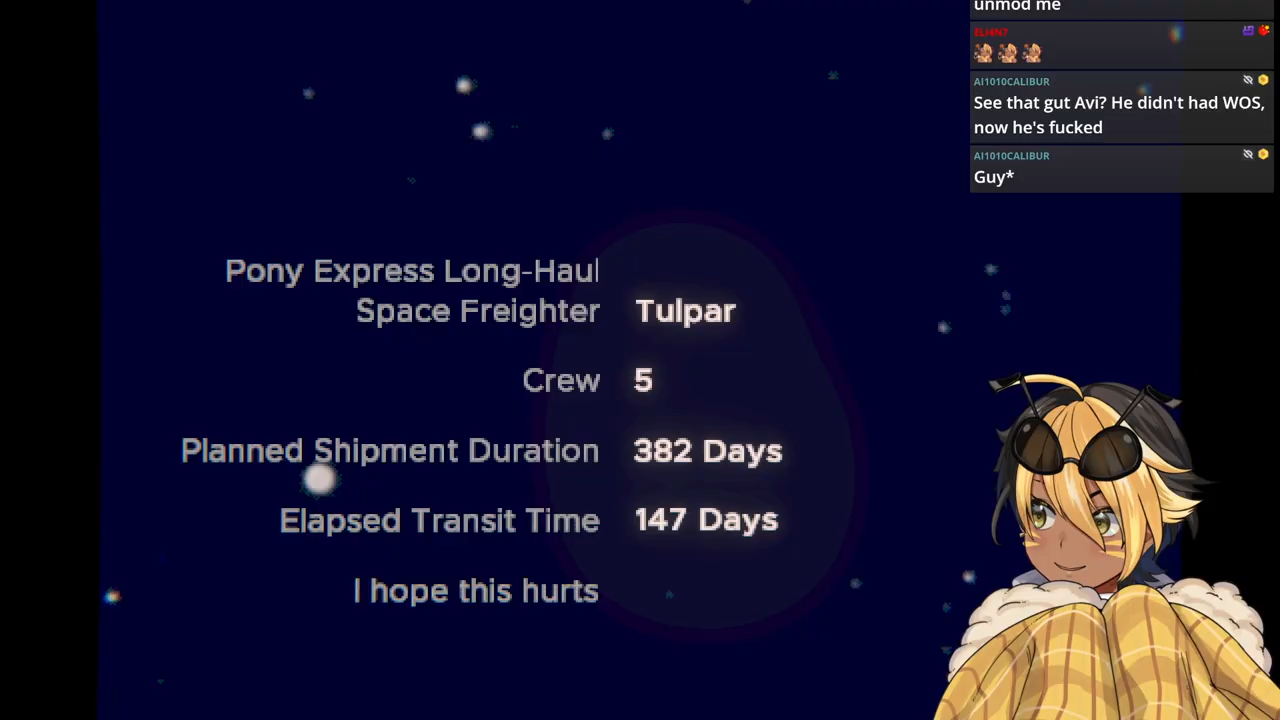 unmod me
ELI4N7
AI1010CALIBUR
See that gut Avi? He didn't had WOS,
now he's fucked
AI1010CALIBUR
Guy*
Pony Express Long-Haul
Space Freighter Tulpar
Crew 5
Planned Shipment Duration 382 Days
Elapsed Transit Time 147 Days
I hope this hurts